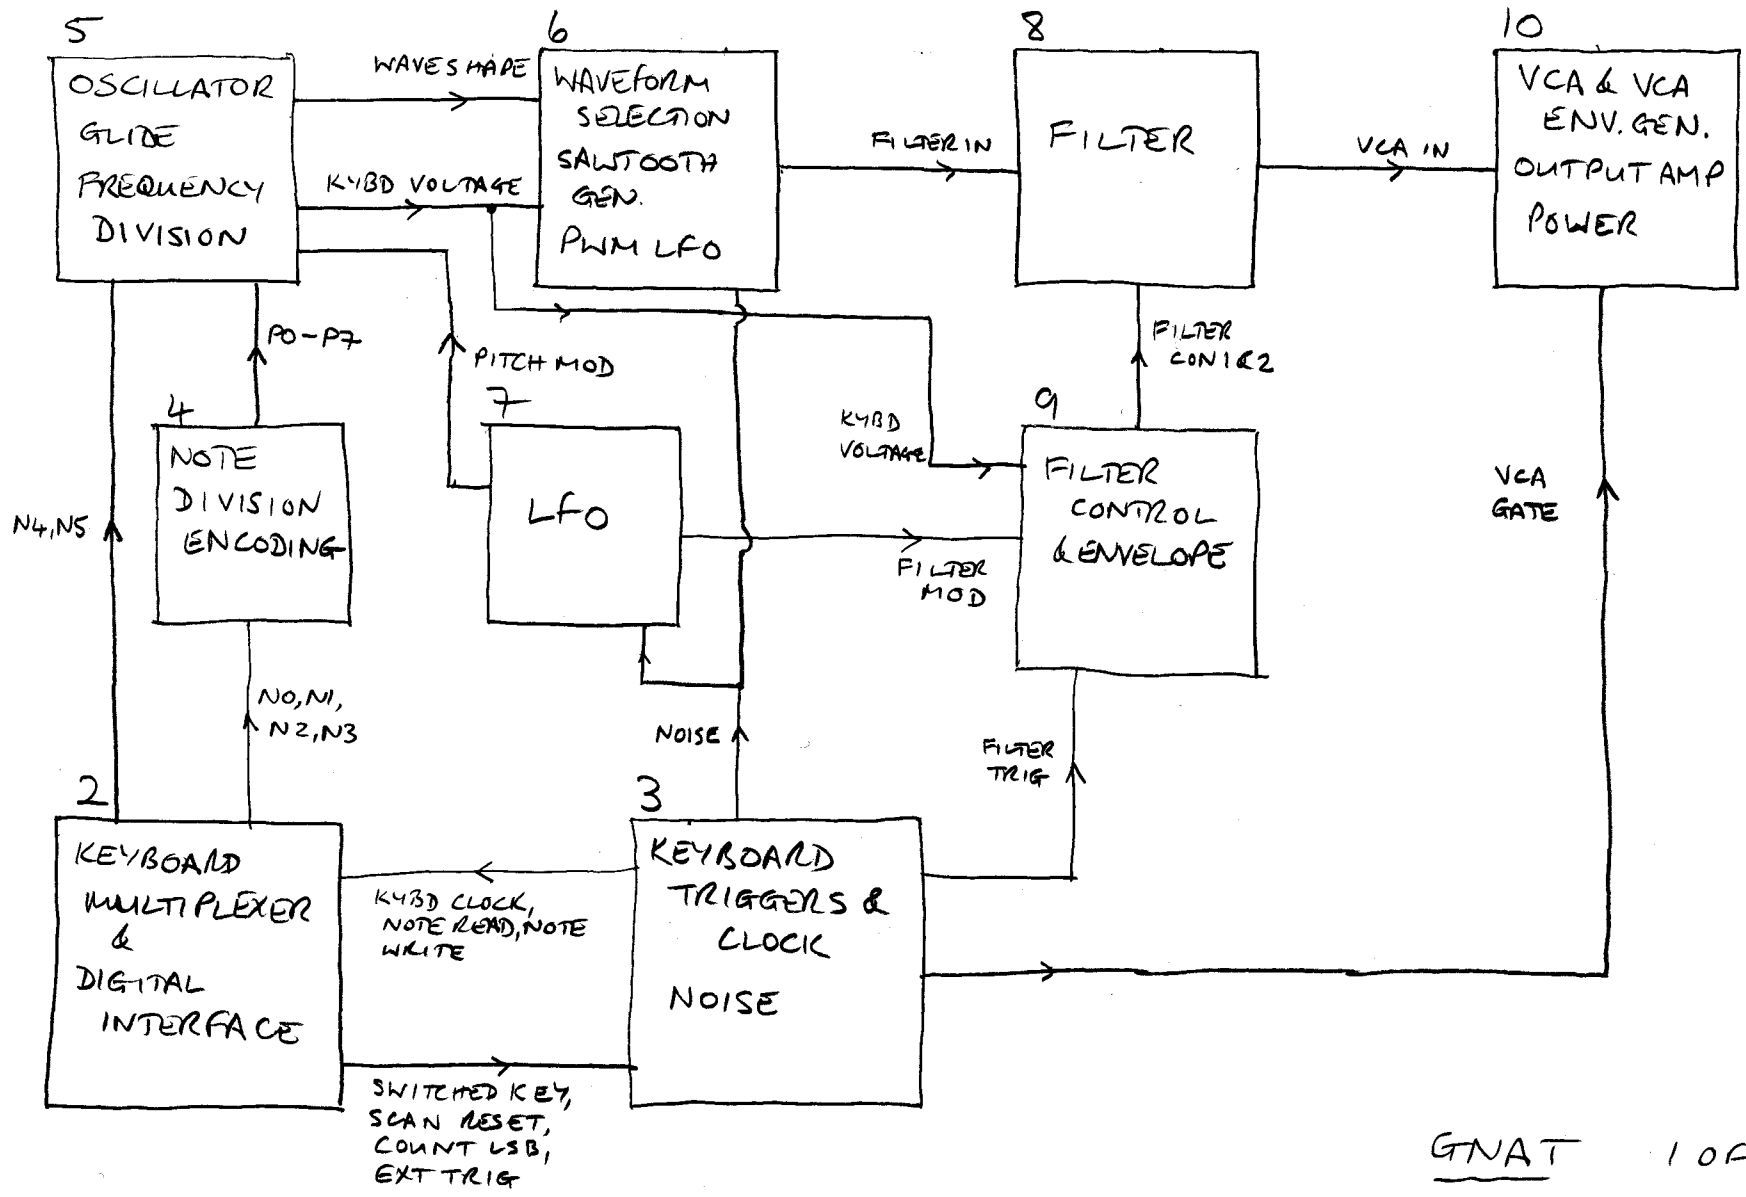 5
OSCILLATOR
GLIDE
FREQUENCY
DIVISION
WAVESHAPE
KYBD VOLTAGE
6
WAVEFORM
SELECTION
SAWTOOTH
GEN.
PWM LFO
FILTER IN
8
FILTER
VCA IN
10
VCA & VCA
ENV. GEN.
OUTPUT AMP
POWER
P0-P7
PITCH MOD
FILTER
CON1&2
N4,N5
4
NOTE
DIVISION
ENCODING
7
LFO
KYBD
VOLTAGE
FILTER
MOD
9
FILTER
CONTROL
& ENVELOPE
VCA
GATE
N0,N1,
N2,N3
NOISE
FILTER
TRIG
2
KEYBOARD
MULTIPLEXER
&
DIGITAL
INTERFACE
KYBD CLOCK,
NOTE READ, NOTE
WRITE
3
KEYBOARD
TRIGGERS &
CLOCK
NOISE
SWITCHED KEY,
SCAN RESET,
COUNT LSB,
EXT TRIG
GNAT 1 OF